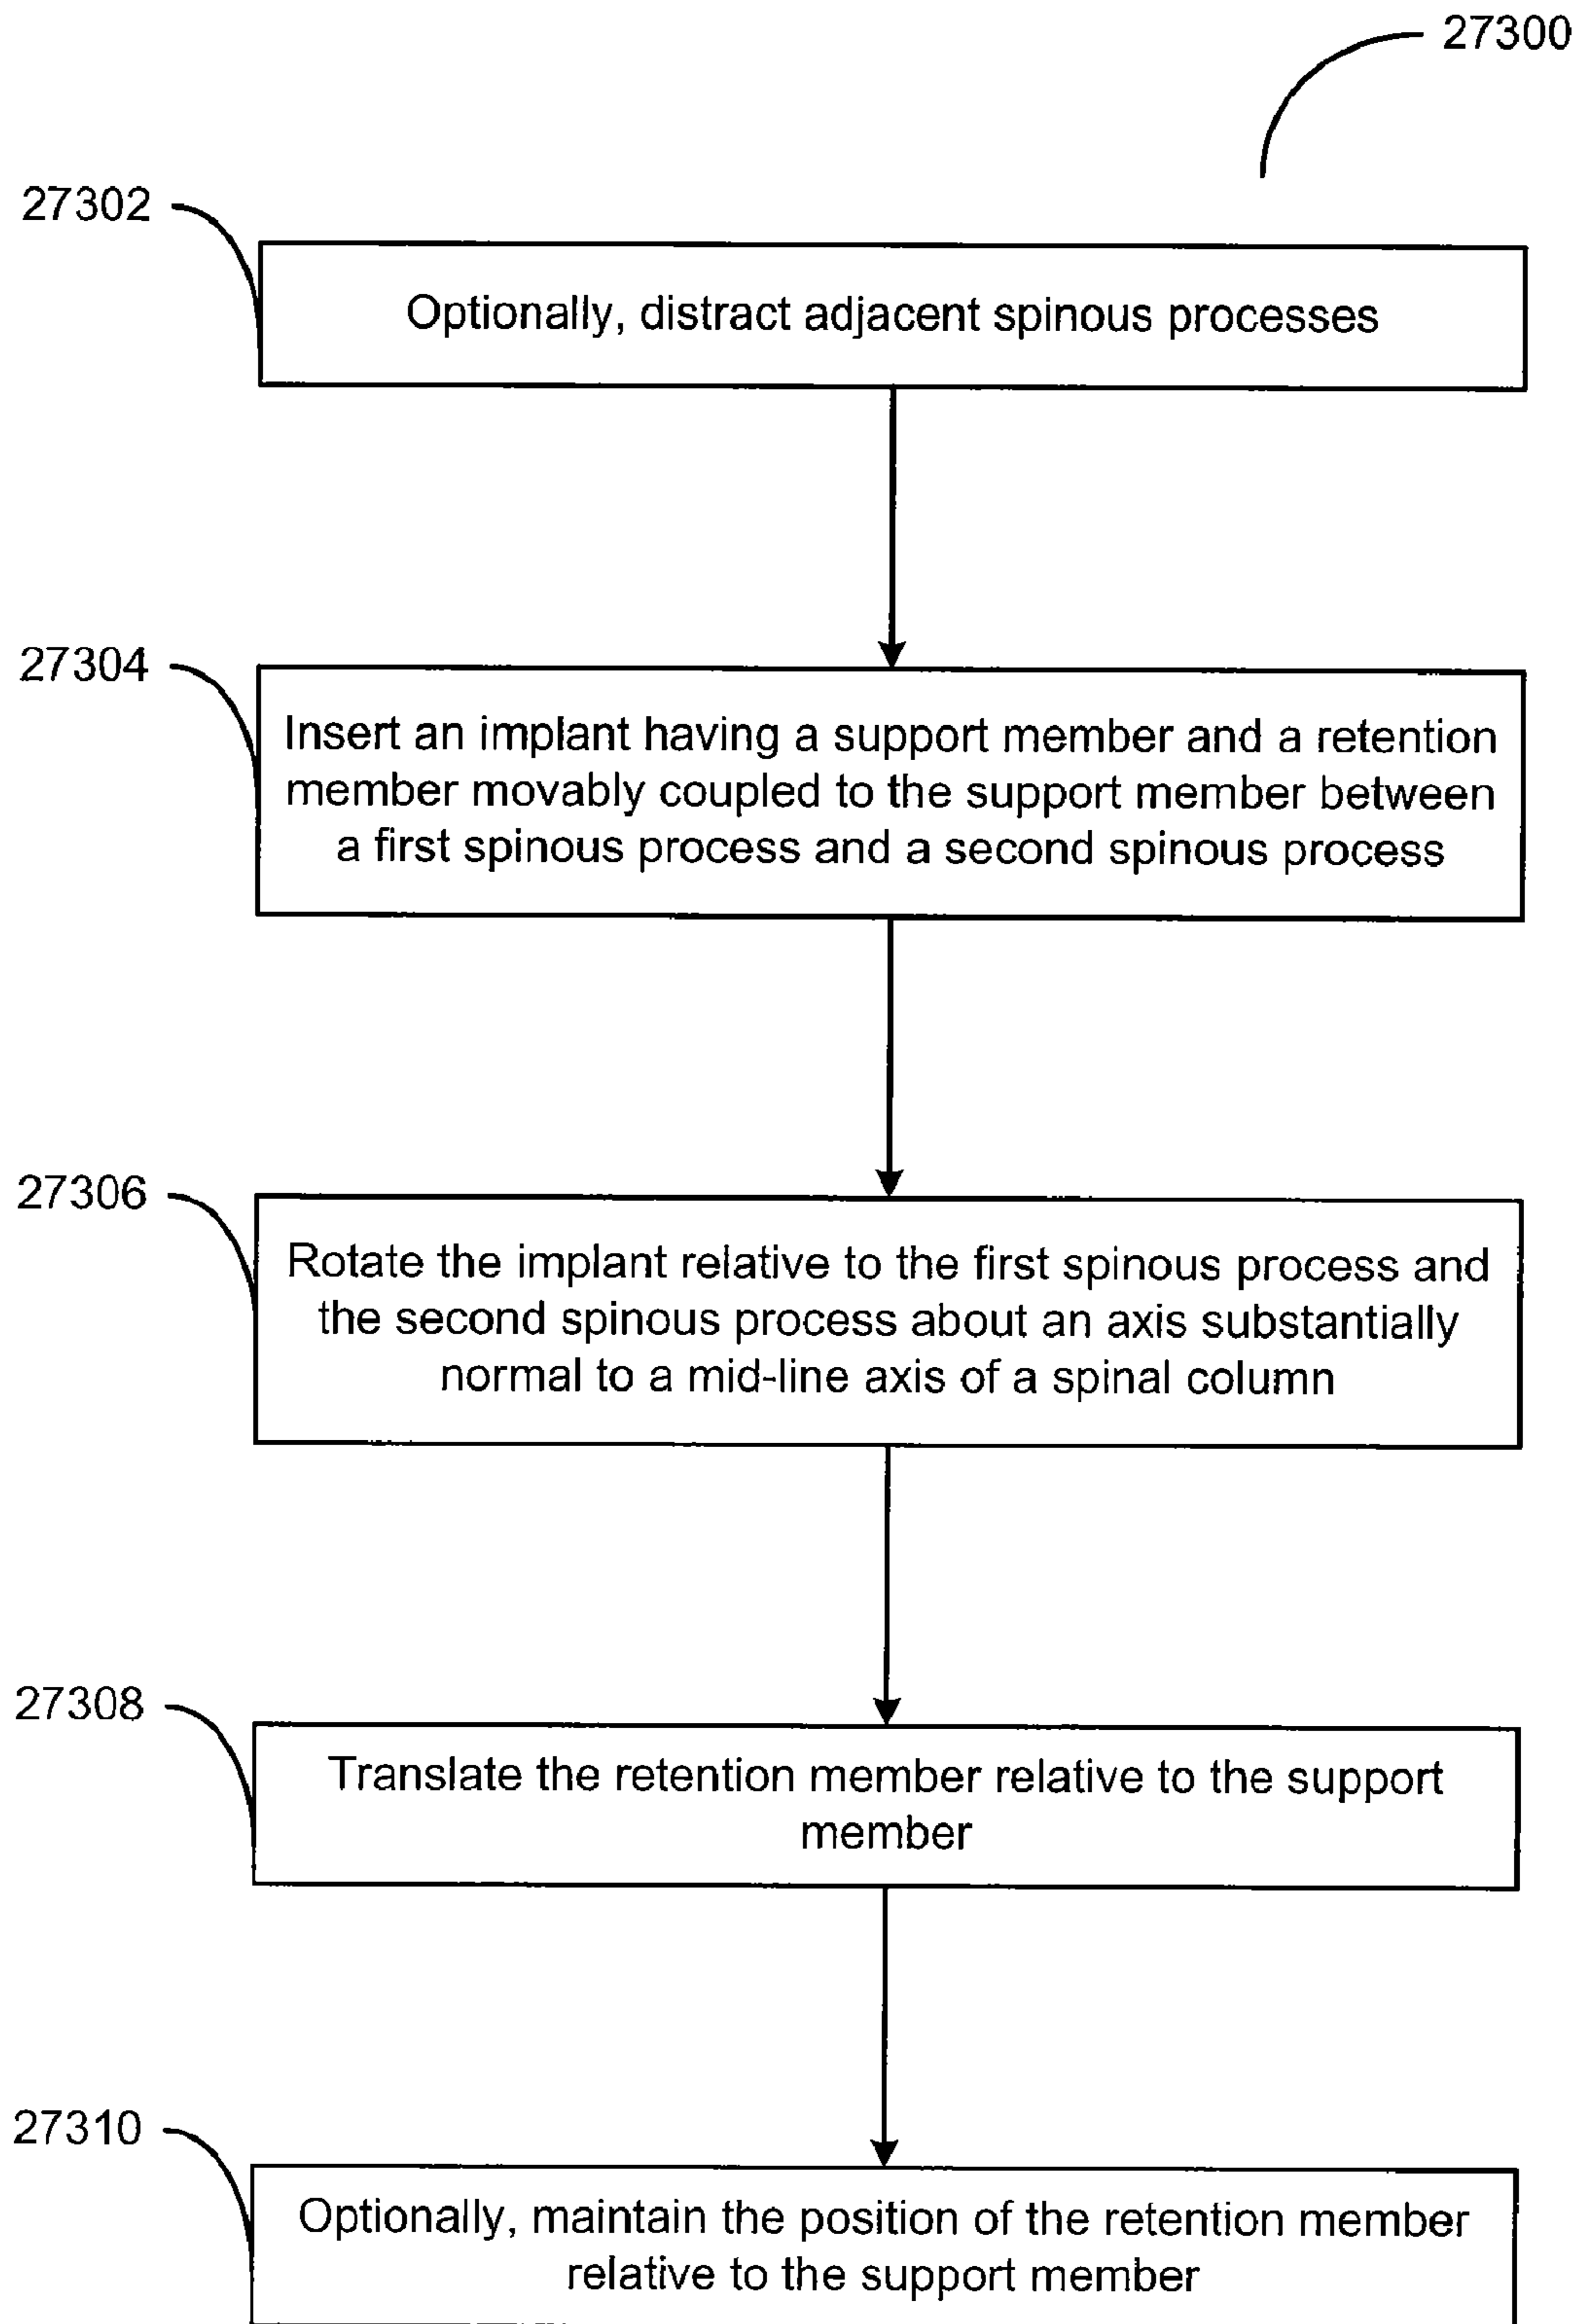 27300
27302
Optionally, distract adjacent spinous processes
27304
Insert an implant having a support member and a retention
member movably coupled to the support member between
a first spinous process and a second spinous process
27306
Rotate the implant relative to the first spinous process and
the second spinous process about an axis substantially
normal to a mid-line axis of a spinal column
27308
Translate the retention member relative to the support
member
27310
Optionally, maintain the position of the retention member
relative to the support member